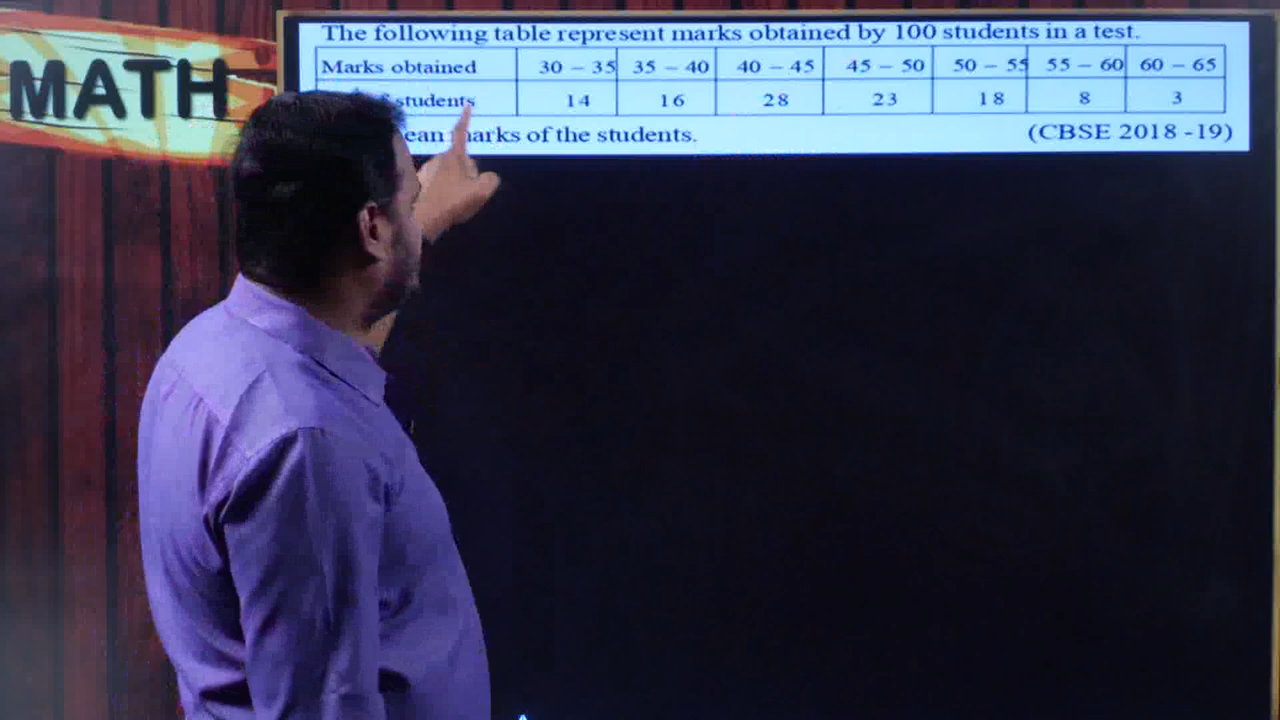 MATH
The following table represent marks obtained by 100 students in a test.
Marks obtained 30 – 35 35 – 40 40 – 45 45 – 50 50 – 55 55 – 60 60 – 65
students 14 16 28 23 18 8 3
marks of the students. (CBSE 2018 -19)